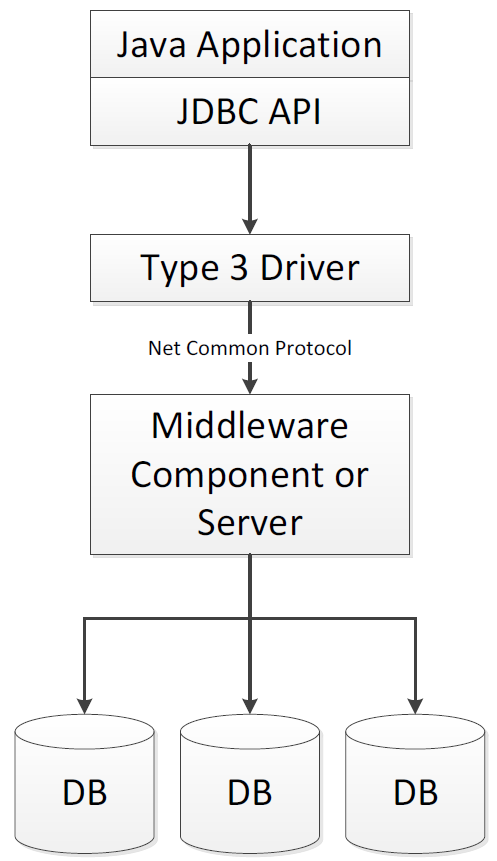 Java Application
JDBC API
Type 3 Driver
Net Common Protocol
Middleware
Component or
Server
DB
DB
DB